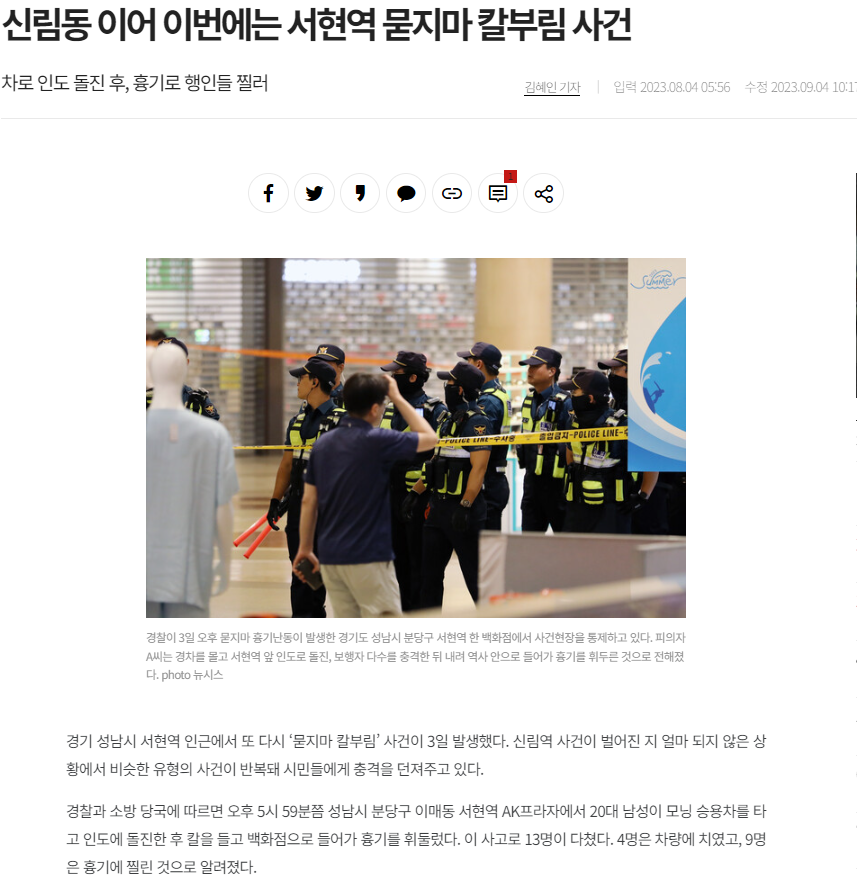 신림동 이어 이번에는 서현역 묻지마 칼부림 사건
차로 인도 돌진 후, 흉기로 행인들 찔러
김혜인 기자 | 입력 2023.08.04 05:56 수정 2023.09.04 10:17
1
Summer
POLICE LINE-수사중 출입금지-POLICE LINE-수
경찰이 3일 오후 묻지마 흉기난동이 발생한 경기도 성남시 분당구 서현역 한 백화점에서 사건현장을 통제하고 있다. 피의자
A씨는 경차를 몰고 서현역 앞 인도로 돌진, 보행자 다수를 충격한 뒤 내려 역사 안으로 들어가 흉기를 휘두른 것으로 전해졌
다. photo 뉴시스
경기 성남시 서현역 인근에서 또 다시 ‘묻지마 칼부림’ 사건이 3일 발생했다. 신림역 사건이 벌어진 지 얼마 되지 않은 상
황에서 비슷한 유형의 사건이 반복돼 시민들에게 충격을 던져주고 있다.
경찰과 소방 당국에 따르면 오후 5시 59분쯤 성남시 분당구 이매동 서현역 AK프라자에서 20대 남성이 모닝 승용차를 타
고 인도에 돌진한 후 칼을 들고 백화점으로 들어가 흉기를 휘둘렀다. 이 사고로 13명이 다쳤다. 4명은 차량에 치였고, 9명
은 흉기에 찔린 것으로 알려졌다.